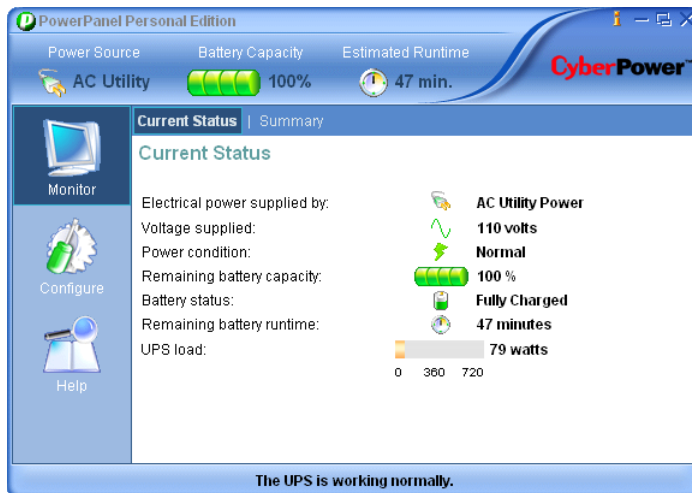 PowerPanel Personal Edition
Power Source Battery Capacity Estimated Runtime
AC Utility 100% 47 min.
CyberPower™
Current Status | Summary
Current Status
Monitor
Configure
Help
Electrical power supplied by: AC Utility Power
Voltage supplied: 110 volts
Power condition: Normal
Remaining battery capacity: 100 %
Battery status: Fully Charged
Remaining battery runtime: 47 minutes
UPS load: 79 watts
0 360 720
The UPS is working normally.